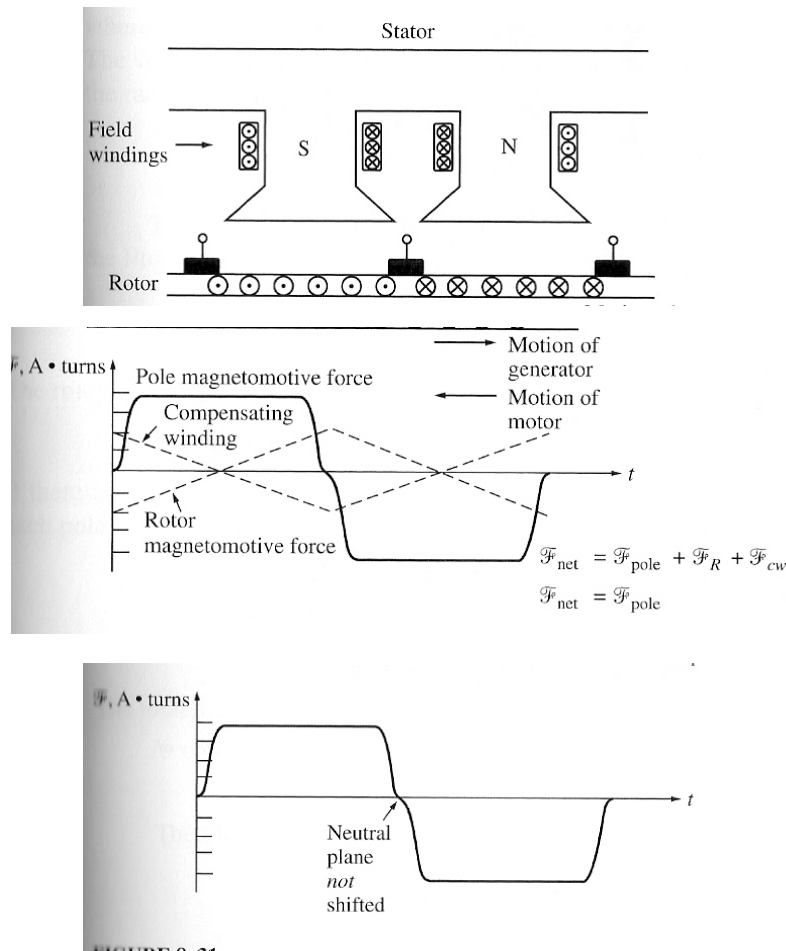 Stator
Field
windings
S
N
Rotor
Motion of
generator
Motion of
motor
ℱ, A • turns
Pole magnetomotive force
Compensating
winding
t
Rotor
magnetomotive force
ℱnet = ℱpole + ℱR + ℱcw
ℱnet = ℱpole
ℱ, A • turns
t
Neutral
plane
not
shifted